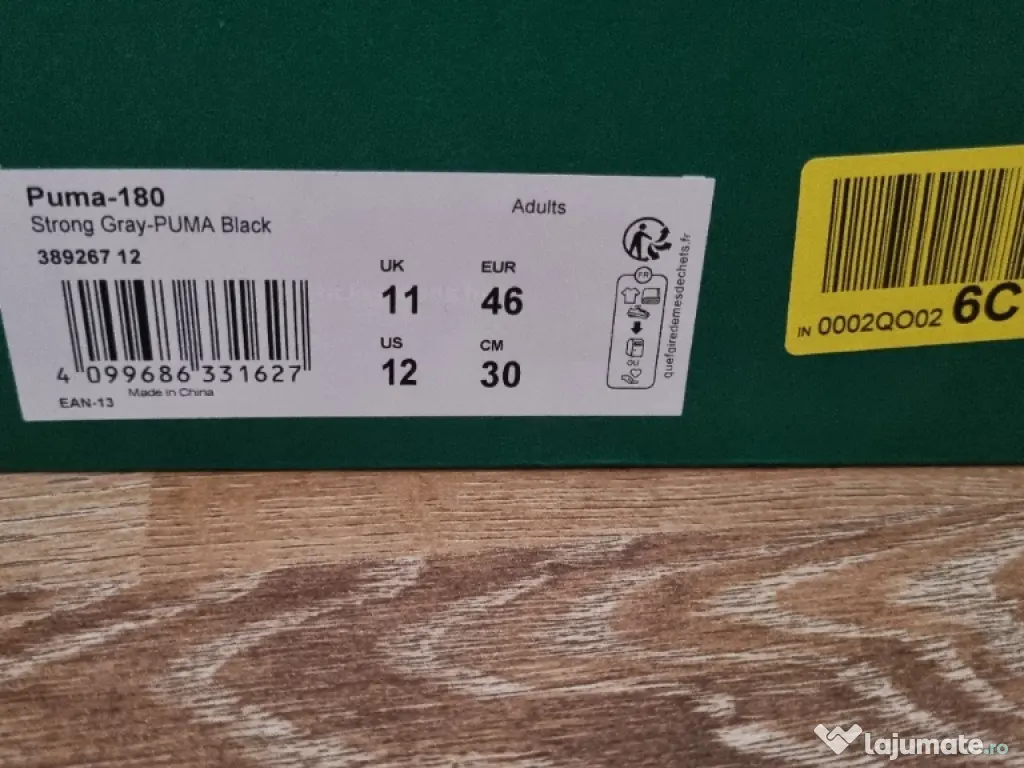 Puma-180
Strong Gray-PUMA Black
389267 12
Adults
UK
11
EUR
46
US
12
CM
30
4 099686 331627
EAN-13
Made in China
FR
quefairedemesdechets.fr
IN 0002QO02 6C
lajumate.ro